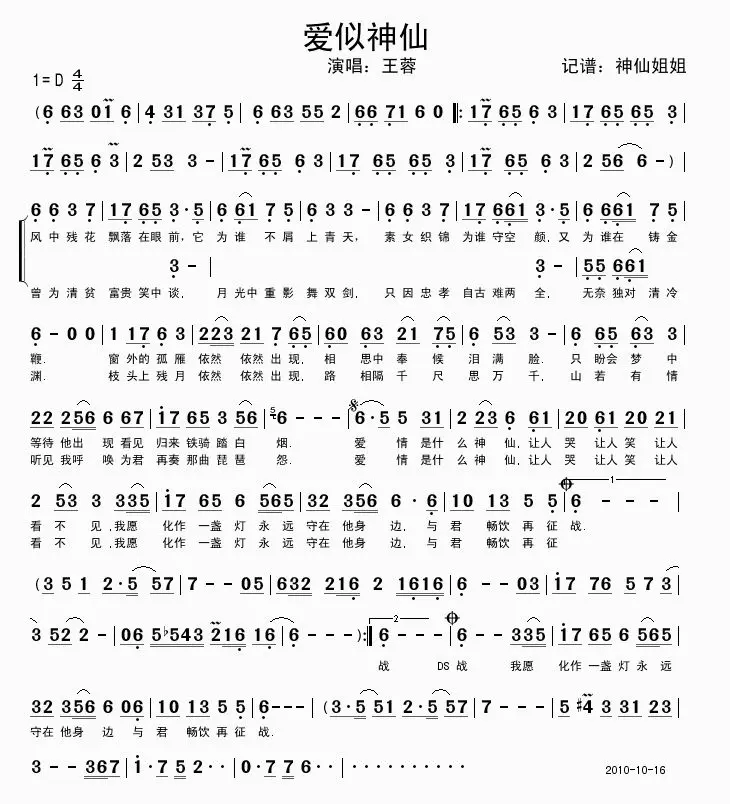 爱似神仙
演唱：王蓉 记谱：神仙姐姐
1=D 4/4
(6 63 01 6 | 4 31 37 5 | 6 63 55 2 | 66 71 6 0 ‖: 17 65 6 3 | 17 65 65 3 |
17 65 6 3 | 2 53 3 - | 17 65 6 3 | 17 65 65 3 | 17 65 6 3 | 2 56 6 - )
6 6 3 7 | 17 65 3·5 | 6 61 7 5 | 6 3 3 - | 6 6 3 7 | 17 661 3·5 | 6 661 7 5 |
风中残花 飘落在眼前，它 为谁 不屑 上青天， 素女织锦 为谁守空 颜，又 为谁在 铸金
3 - | 3 - | 55 661
曾为清贫 富贵笑中谈， 月光中重影 舞双剑， 只因忠孝 自古难两 全， 无奈独对 清冷
6 - 0 0 | 1 17 6 3 | 223 21 7 65 | 60 63 21 75 | 6 53 3 - | 6 65 63 3 |
鞭. 窗外的孤雁 依然 依然出现，相 思中奉 候 泪满 脸. 只盼会梦 中
渊. 枝头上残月 依然 依然出现，路 相隔千 尺 思万 千，山若 有 情
22 256 6 67 | 17 65 3 56 | 5 6 - - - | 6·5 5 31 | 2 23 6 61 | 20 61 20 21 |
等待他出 现看见 归来铁骑踏白 烟. 爱 情是什 么神 仙，让人 哭 让人笑 让人
听见我呼 唤为君 再奏那曲琵琶 怨. 爱 情是什 么神 仙，让人 哭 让人笑 让人
2 53 3 335 | 17 65 6 565 | 32 356 6·6 | 10 13 5 5 | 1 6 - - - |
看 不 见，我愿 化作 一盏灯永远 守在他身 边，与 君 畅饮再征 战.
看 不 见，我愿 化作 一盏灯永远 守在他身 边，与 君 畅饮再征
(3 5 1 2·5 57 | 7 - - 05 | 632 216 2 1616 | 6 - - 03 | 17 76 5 7 3 |
3 52 2 - | 06 5♭543 216 16 | 6 - - - ) :‖ 2 6 - - - | 6 - - 335 | 17 65 6 565 |
战 DS战 我愿 化作一盏灯永远
32 356 6 06 | 10 13 5 5 | 6 - - - | (3·5 51 2·5 57 | 7 - - - | 5 #4 3 31 23 |
守在他身 边 与君 畅饮再征 战.
3 - - 367 | 1·7 5 2·· | 0·7 7 6 ·· | · · · · · · · · | 2010-10-16